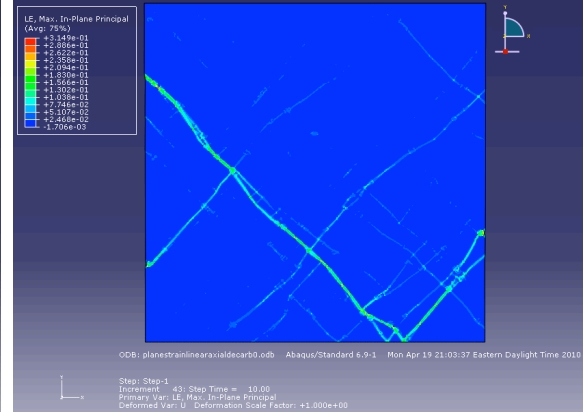 LE, Max. In-Plane Principal
(Avg: 75%)
+3.149e-01
+2.886e-01
+2.622e-01
+2.358e-01
+2.094e-01
+1.830e-01
+1.566e-01
+1.302e-01
+1.038e-01
+7.746e-02
+5.107e-02
+2.468e-02
-1.706e-03
Y
X
ODB: planestrainlinearaxialdecarb0.odb Abaqus/Standard 6.9-1 Mon Apr 19 21:03:37 Eastern Daylight Time 2010
Y
X
Step: Step-1
Increment 43: Step Time = 10.00
Primary Var: LE, Max. In-Plane Principal
Deformed Var: U Deformation Scale Factor: +1.000e+00